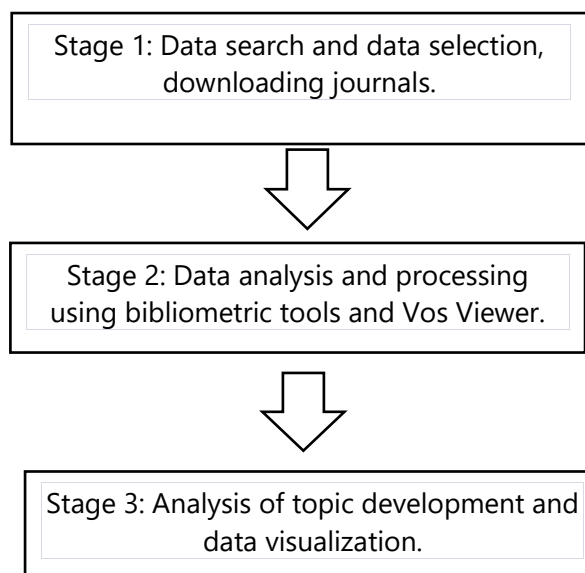 Stage 1: Data search and data selection,
downloading journals.
Stage 2: Data analysis and processing
using bibliometric tools and Vos Viewer.
Stage 3: Analysis of topic development and
data visualization.